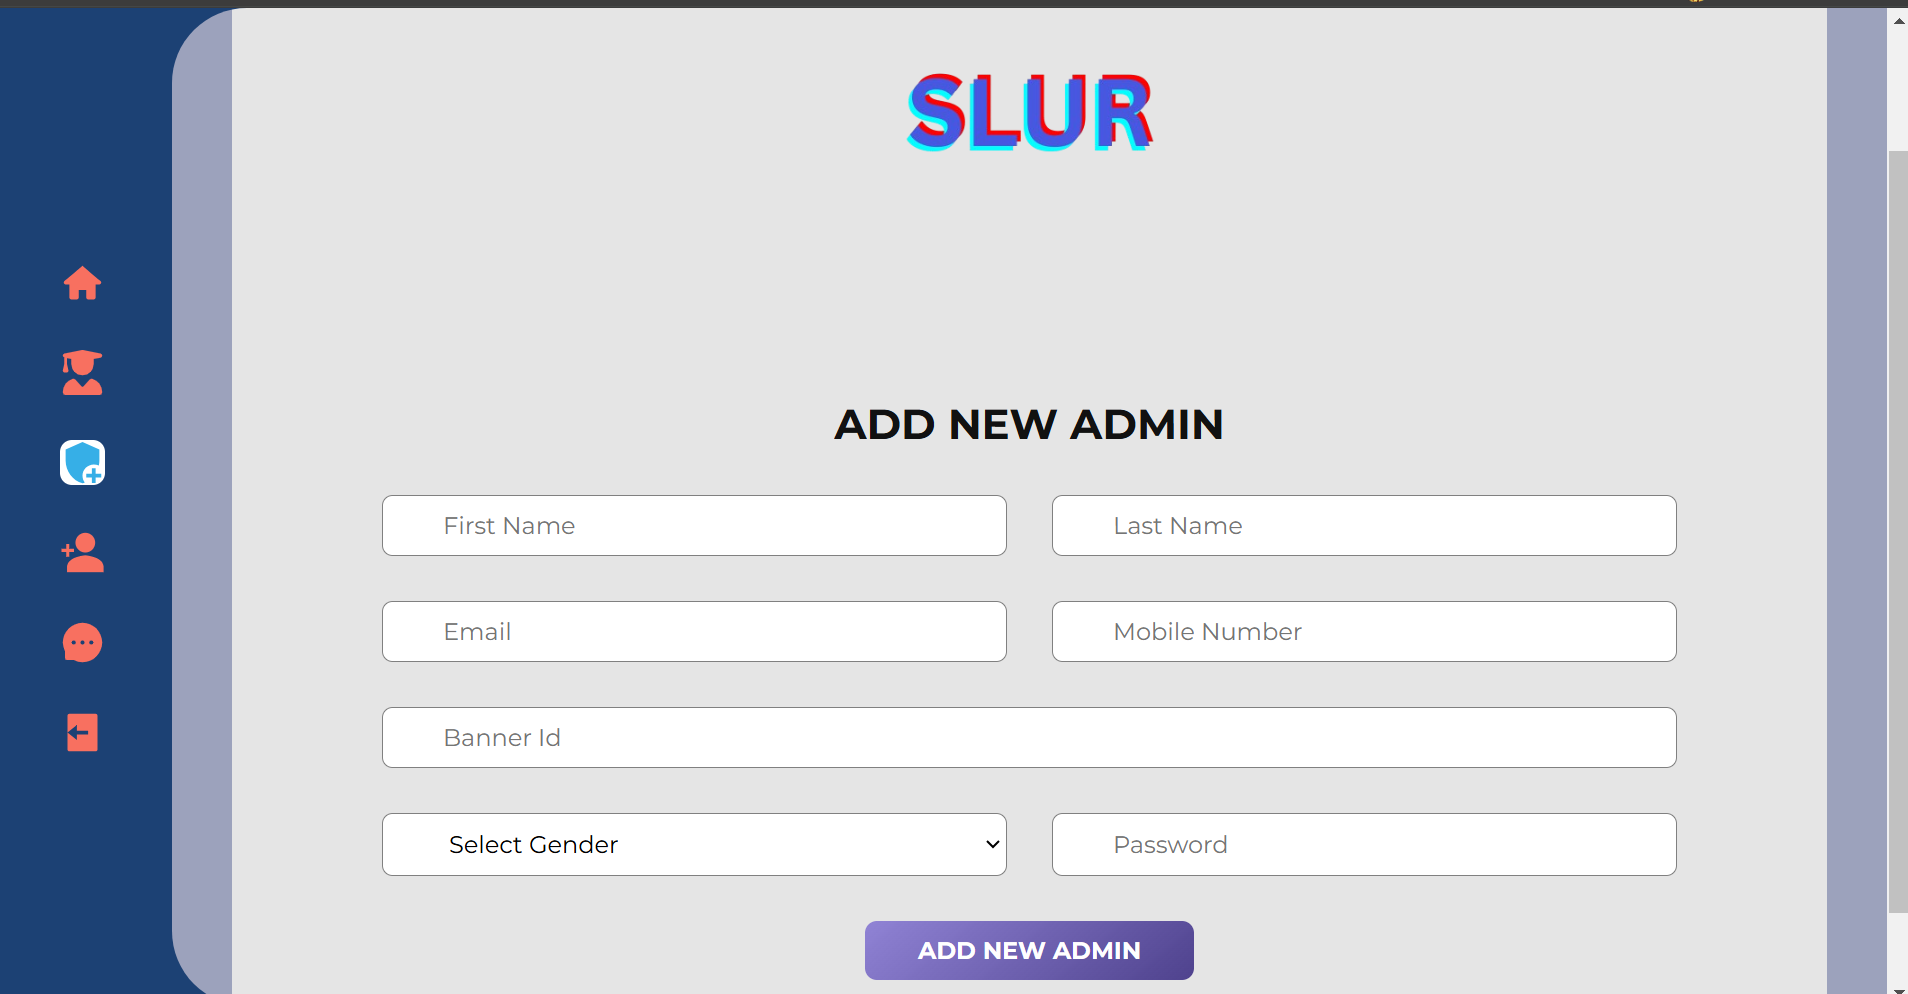 SLUR
ADD NEW ADMIN
First Name
Last Name
Email
Mobile Number
Banner Id
Select Gender
Password
ADD NEW ADMIN